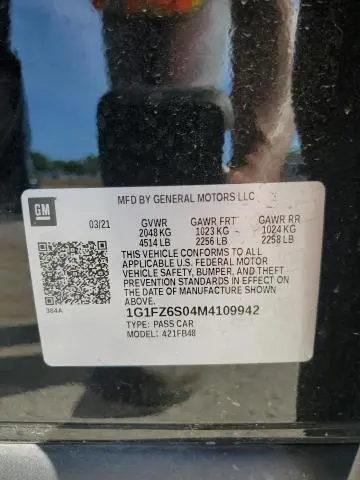 MFD BY GENERAL MOTORS LLC
GM
03/21 GVWR GAWR FRT GAWR RR
2048 KG 1023 KG 1024 KG
4514 LB 2256 LB 2258 LB
THIS VEHICLE CONFORMS TO ALL
APPLICABLE U.S. FEDERAL MOTOR
VEHICLE SAFETY, BUMPER, AND THEFT
PREVENTION STANDARDS IN EFFECT ON
THE DATE OF MANUFACTURE SHOWN
ABOVE.
384A
1G1FZ6S04M4109942
TYPE: PASS CAR
MODEL: 421FB48